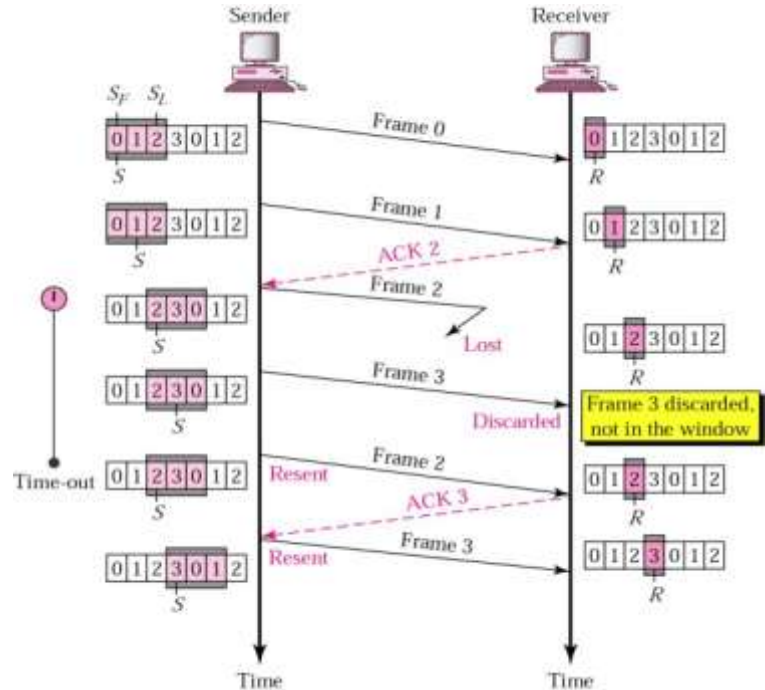 Sender
Receiver
S_F S_L
0 1 2 3 0 1 2
S
Frame 0
0 1 2 3 0 1 2
R
0 1 2 3 0 1 2
S
Frame 1
0 1 2 3 0 1 2
R
ACK 2
0 1 2 3 0 1 2
S
Frame 2
Lost
0 1 2 3 0 1 2
R
0 1 2 3 0 1 2
S
Frame 3
Discarded
Frame 3 discarded,
not in the window
Time-out
0 1 2 3 0 1 2
S
Resent
Frame 2
0 1 2 3 0 1 2
R
ACK 3
0 1 2 3 0 1 2
S
Resent
Frame 3
0 1 2 3 0 1 2
R
Time
Time